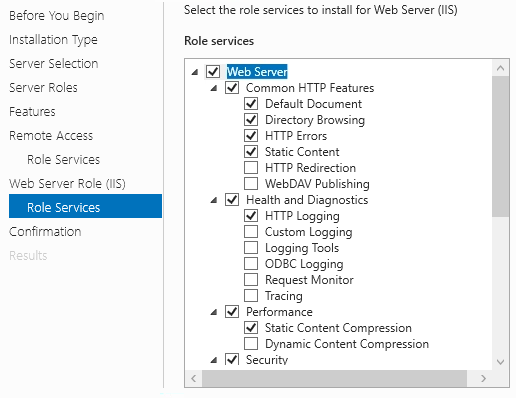 Before You Begin
Installation Type
Server Selection
Server Roles
Features
Remote Access
Role Services
Web Server Role (IIS)
Role Services
Confirmation
Results
Select the role services to install for Web Server (IIS)
Role services
Web Server
Common HTTP Features
Default Document
Directory Browsing
HTTP Errors
Static Content
HTTP Redirection
WebDAV Publishing
Health and Diagnostics
HTTP Logging
Custom Logging
Logging Tools
ODBC Logging
Request Monitor
Tracing
Performance
Static Content Compression
Dynamic Content Compression
Security